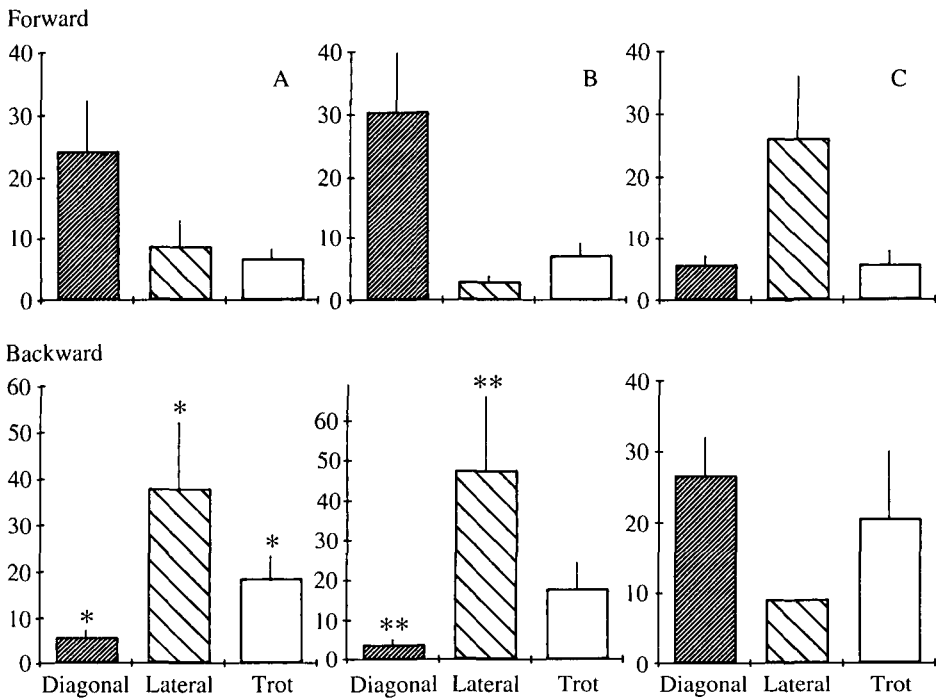 Forward
40 30 20 10 0 A
40 30 20 10 0 B
40 30 20 10 0 C
Backward
60 50 40 30 20 10 0 * * *
60 50 40 30 20 10 0 ** **
40 30 20 10 0
Diagonal Lateral Trot Diagonal Lateral Trot Diagonal Lateral Trot